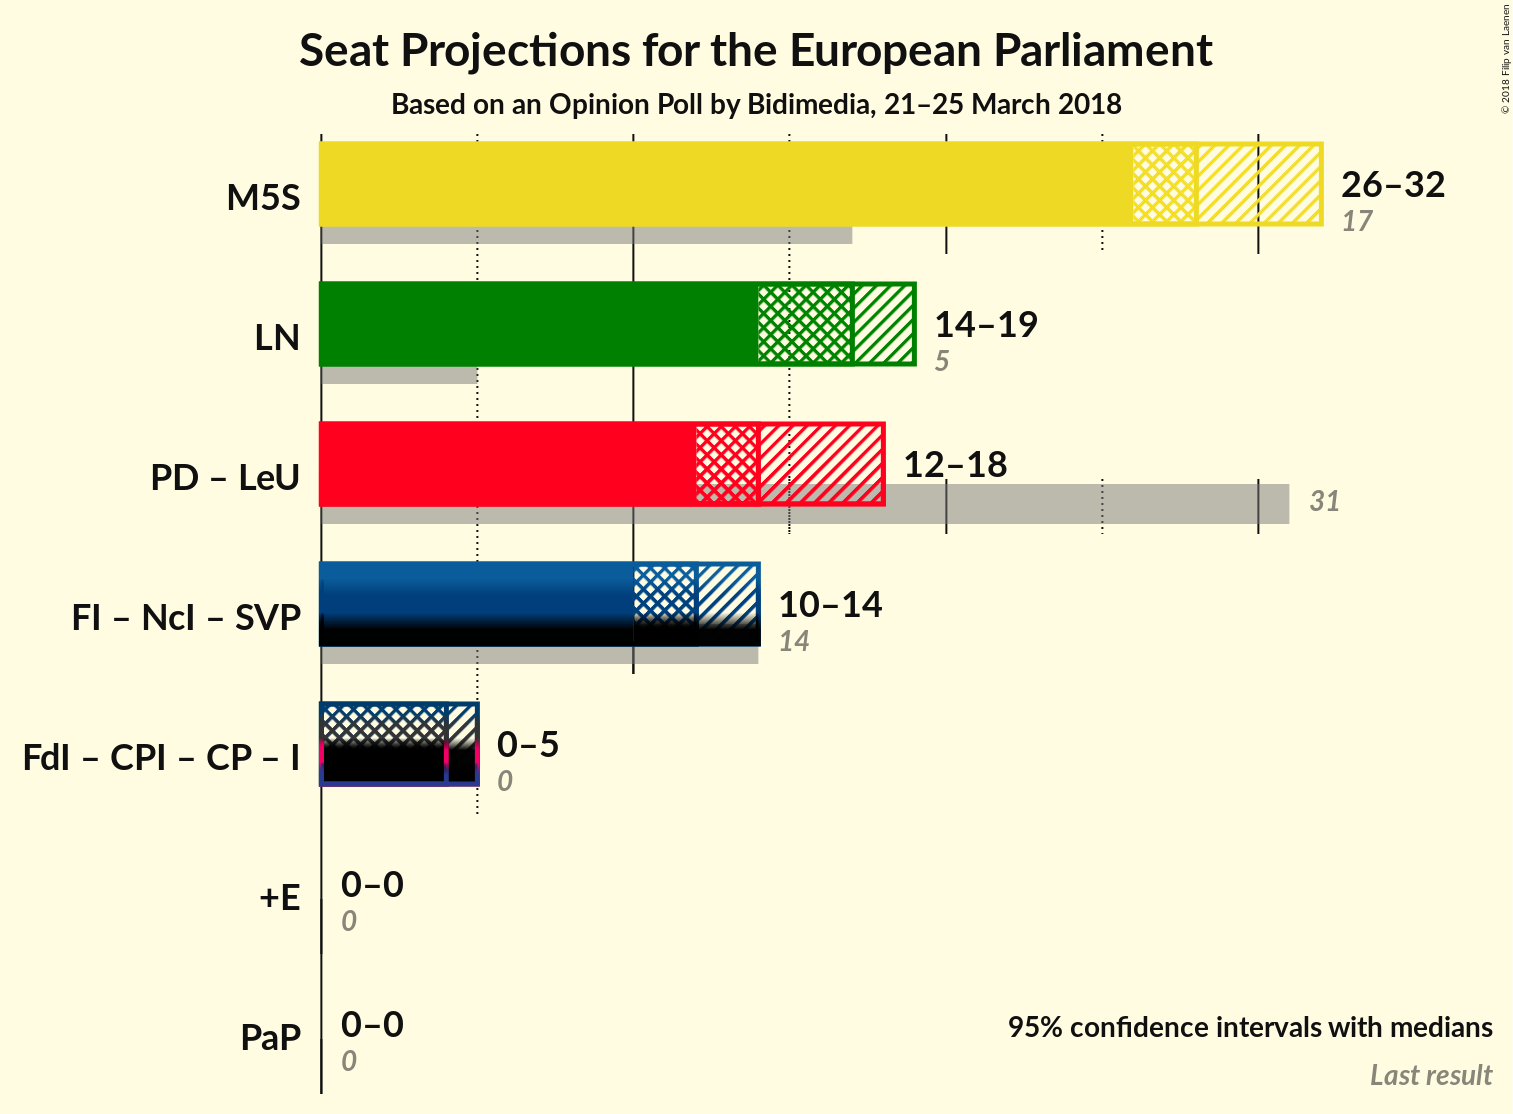 Seat Projections for the European Parliament
Based on an Opinion Poll by Bidimedia, 21–25 March 2018
© 2018 Filip van Laenen
M5S
26–32
17
LN
14–19
5
PD – LeU
12–18
31
FI – NcI – SVP
10–14
14
FdI – CPI – CP – I
0–5
0
+E
0–0
0
PaP
0–0
0
95% confidence intervals with medians
Last result